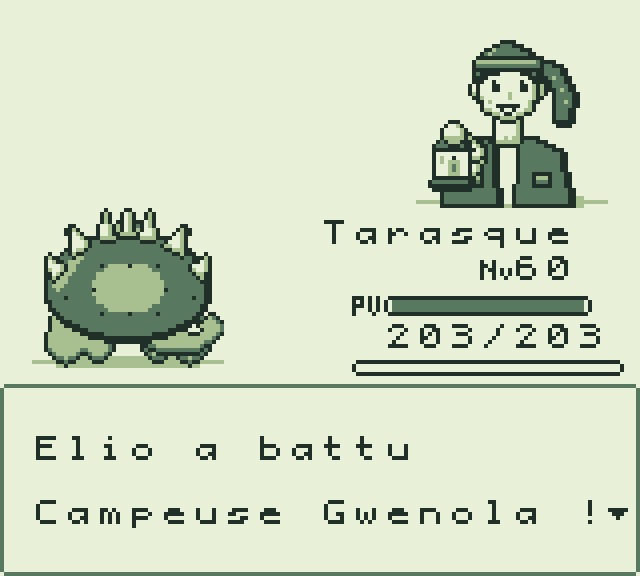 Tarasque
Nv60
PV
203/203
Elio a battu
Campeuse Gwenola !